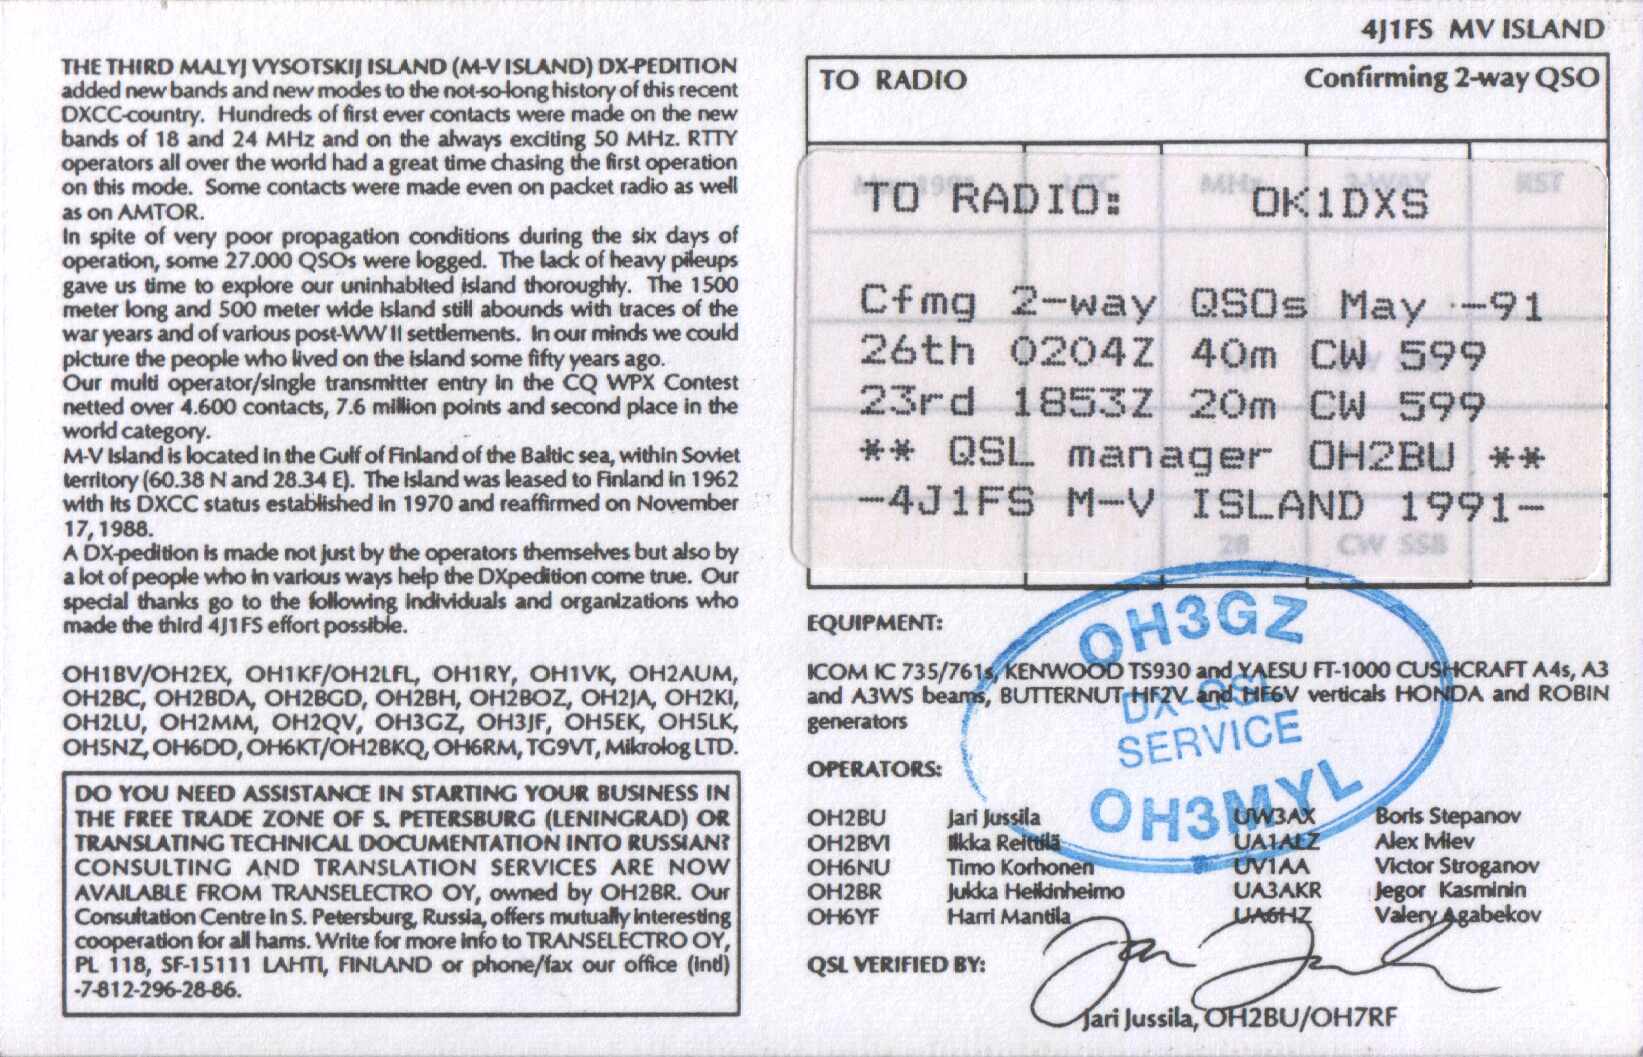 THE THIRD MALYJ VYSOTSKIJ ISLAND (M-V ISLAND) DX-PEDITION
added new bands and new modes to the not-so-long history of this recent
DXCC-country. Hundreds of first ever contacts were made on the new
bands of 18 and 24 MHz and on the always exciting 50 MHz. RTTY
operators all over the world had a great time chasing the first operation
on this mode. Some contacts were made even on packet radio as well
as on AMTOR.
In spite of very poor propagation conditions during the six days of
operation, some 27.000 QSOs were logged. The lack of heavy pileups
gave us time to explore our uninhabited island thoroughly. The 1500
meter long and 500 meter wide island still abounds with traces of the
war years and of various post-WW II settlements. In our minds we could
picture the people who lived on the island some fifty years ago.
Our multi operator/single transmitter entry in the CQ WPX Contest
netted over 4.600 contacts, 7.6 million points and second place in the
world category.
M-V Island is located in the Gulf of Finland of the Baltic sea, within Soviet
territory (60.38 N and 28.34 E). The island was leased to Finland in 1962
with its DXCC status established in 1970 and reaffirmed on November
17, 1988.
A DX-pedition is made not just by the operators themselves but also by
a lot of people who in various ways help the DXpedition come true. Our
special thanks go to the following individuals and organizations who
made the third 4J1FS effort possible.
OH1BV/OH2EX, OH1KF/OH2LFL, OH1RY, OH1VK, OH2AUM,
OH2BC, OH2BDA, OH2BGD, OH2BH, OH2BOZ, OH2JA, OH2KI,
OH2LU, OH2MM, OH2QV, OH3GZ, OH3JF, OH5EK, OH5LK,
OH5NZ, OH6DD, OH6KT/OH2BKQ, OH6RM, TG9VT, Mikrolog LTD.
DO YOU NEED ASSISTANCE IN STARTING YOUR BUSINESS IN
THE FREE TRADE ZONE OF S. PETERSBURG (LENINGRAD) OR
TRANSLATING TECHNICAL DOCUMENTATION INTO RUSSIAN?
CONSULTING AND TRANSLATION SERVICES ARE NOW
AVAILABLE FROM TRANSELECTRO OY, owned by OH2BR. Our
Consultation Centre in S. Petersburg, Russia, offers mutually interesting
cooperation for all hams. Write for more info to TRANSELECTRO OY,
PL 118, SF-15111 LAHTI, FINLAND or phone/fax our office (intl)
-7-812-296-28-86.
4J1FS MV ISLAND
TO RADIO Confirming 2-way QSO
May 1991 UTC MHz 2-WAY RST
TO RADIO: OK1DXS
Cfmg 2-way QSOs May -91
26th 0204Z 40m CW 599
23rd 1853Z 20m CW 599
** QSL manager OH2BU **
-4J1FS M-V ISLAND 1991-
28 CW SSB
EQUIPMENT:
ICOM IC 735/761s, KENWOOD TS930 and YAESU FT-1000 CUSHCRAFT A4s, A3
and A3WS beams, BUTTERNUT HF2V and HF6V verticals HONDA and ROBIN
generators
OH3GZ
DX-QSL
SERVICE
OH3MYL
OPERATORS:
OH2BU Jari Jussila UW3AX Boris Stepanov
OH2BVI Ilkka Reittilä UA1ALZ Alex Miev
OH6NU Timo Korhonen UV1AA Victor Stroganov
OH2BR Jukka Heikinheimo UA3AKR Jegor Kasminin
OH6YF Harri Mantila UA6HZ Valery Agabekov
QSL VERIFIED BY:
Jari Jussila, OH2BU/OH7RF